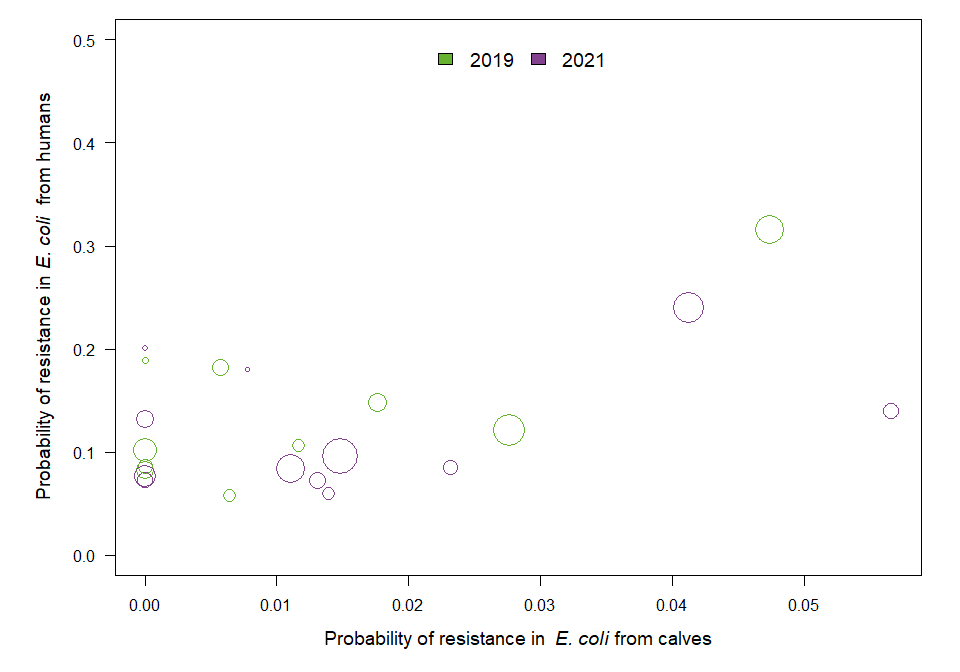 0.5
2019 2021
0.4
0.3
0.2
0.1
0.0
Probability of resistance in E. coli from humans
0.00 0.01 0.02 0.03 0.04 0.05
Probability of resistance in E. coli from calves